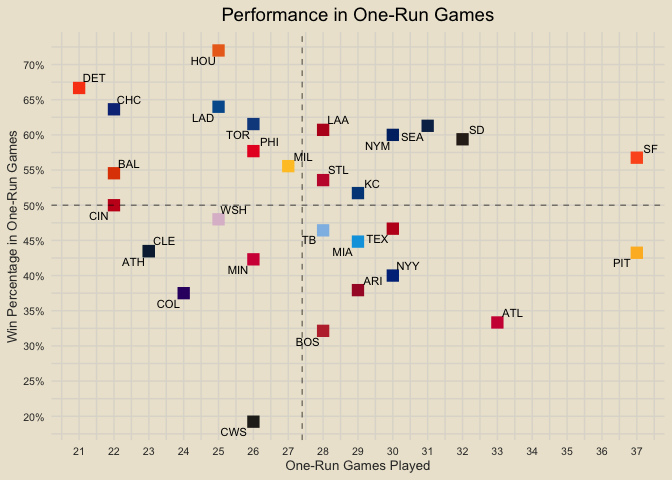 Performance in One-Run Games
Win Percentage in One-Run Games
70%
65%
60%
55%
50%
45%
40%
35%
30%
25%
20%
HOU
DET
CHC
LAD
TOR
LAA
PHI
NYM
SEA
SD
SF
MIL
BAL
STL
KC
CIN
WSH
TB
TEX
CLE
ATH
MIA
MIN
PIT
NYY
ARI
COL
ATL
BOS
CWS
21 22 23 24 25 26 27 28 29 30 31 32 33 34 35 36 37
One-Run Games Played